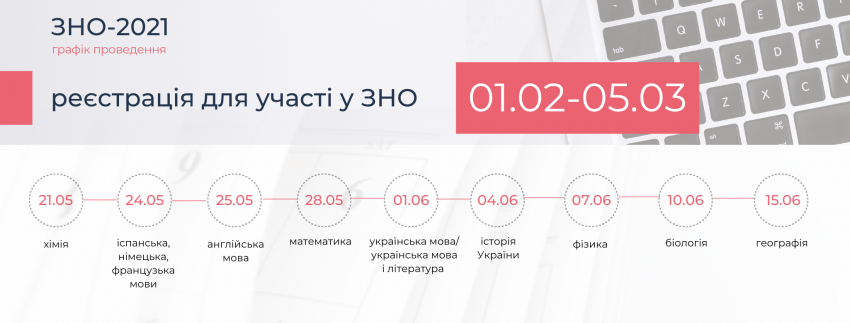 ЗНО-2021
графік проведення
реєстрація для участі у ЗНО
01.02-05.03
21.05
хімія
24.05
іспанська,
німецька,
французька
мови
25.05
англійська
мова
28.05
математика
01.06
українська мова/
українська мова
і література
04.06
історія
України
07.06
фізика
10.06
біологія
15.06
географія